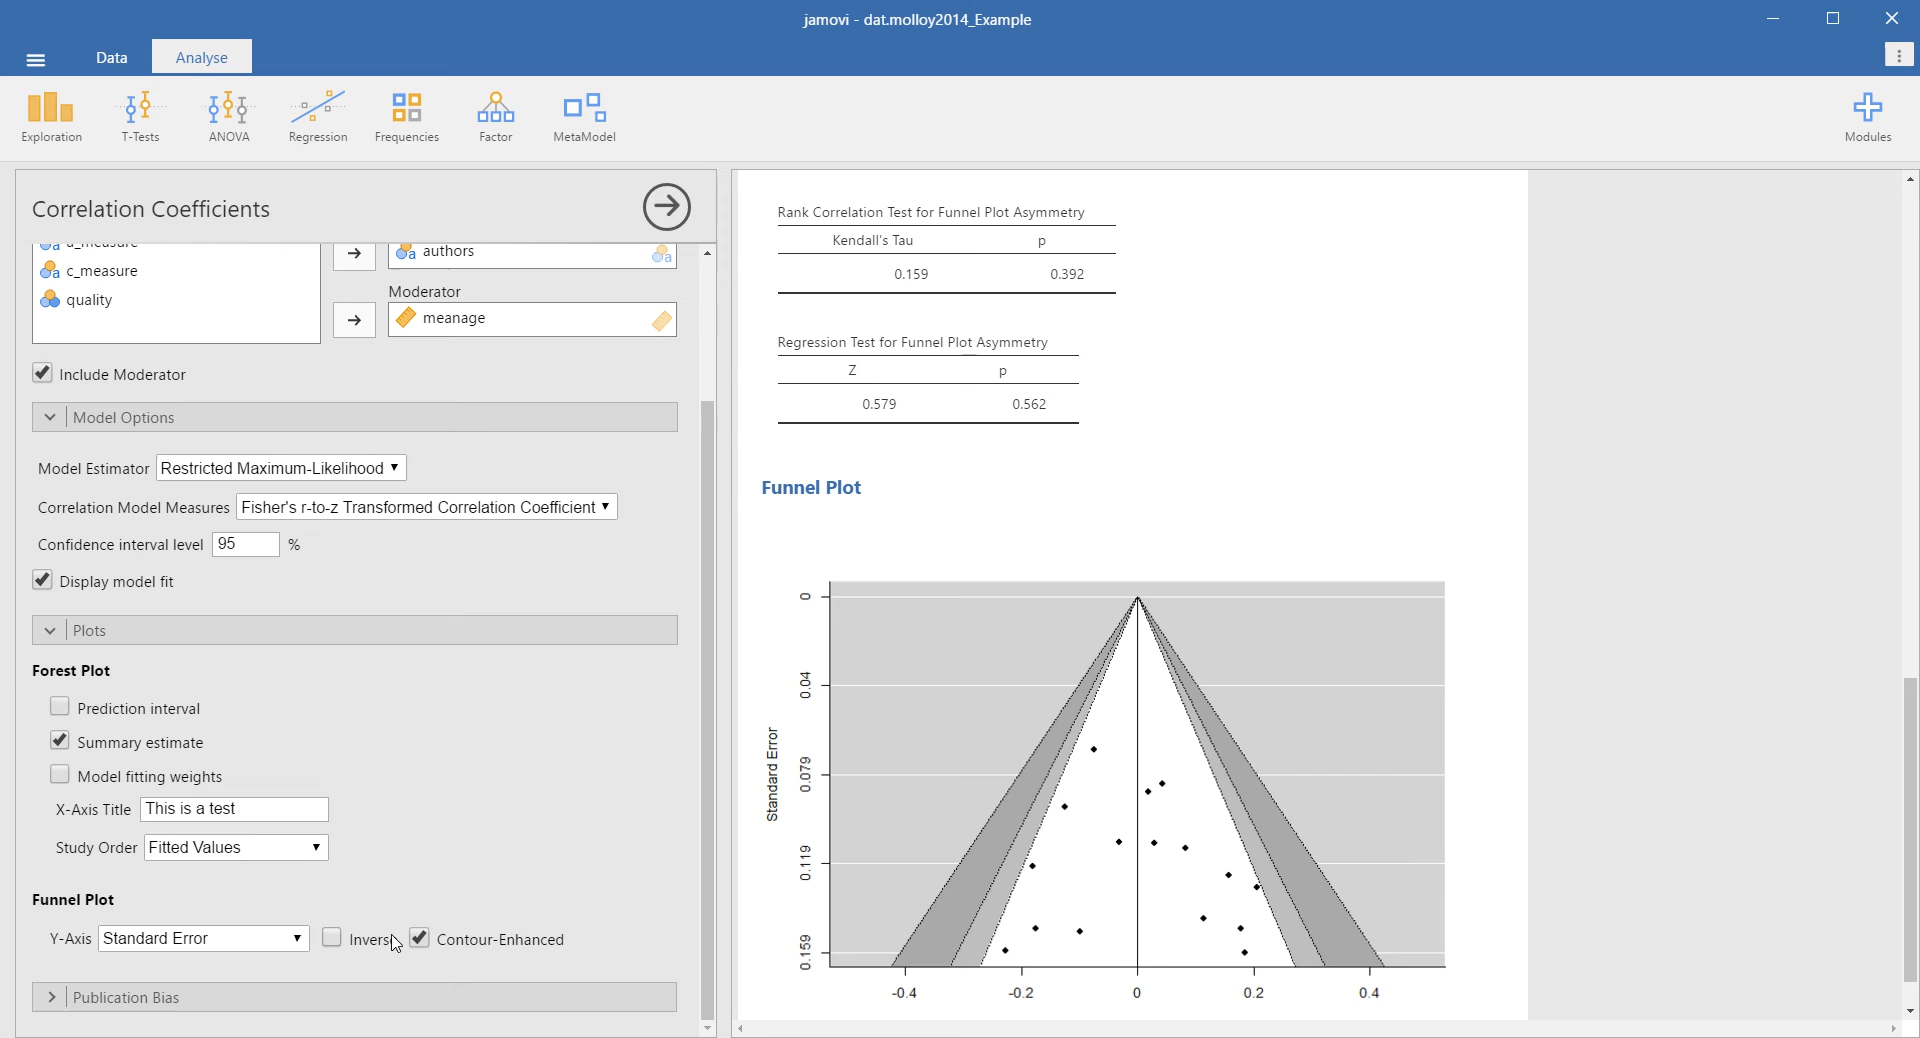 jamovi - dat.molloy2014_Example
Data
Analyse
Exploration
T-Tests
ANOVA
Regression
Frequencies
Factor
MetaModel
Modules
Correlation Coefficients
c_measure
quality
authors
Moderator
meanage
Include Moderator
Model Options
Model Estimator Restricted Maximum-Likelihood
Correlation Model Measures Fisher's r-to-z Transformed Correlation Coefficient
Confidence interval level 95 %
Display model fit
Plots
Forest Plot
Prediction interval
Summary estimate
Model fitting weights
X-Axis Title This is a test
Study Order Fitted Values
Funnel Plot
Y-Axis Standard Error Inverse Contour-Enhanced
Publication Bias
Rank Correlation Test for Funnel Plot Asymmetry
Kendall's Tau p
0.159 0.392
Regression Test for Funnel Plot Asymmetry
Z p
0.579 0.562
Funnel Plot
Standard Error
0
0.04
0.079
0.119
0.159
-0.4 -0.2 0 0.2 0.4